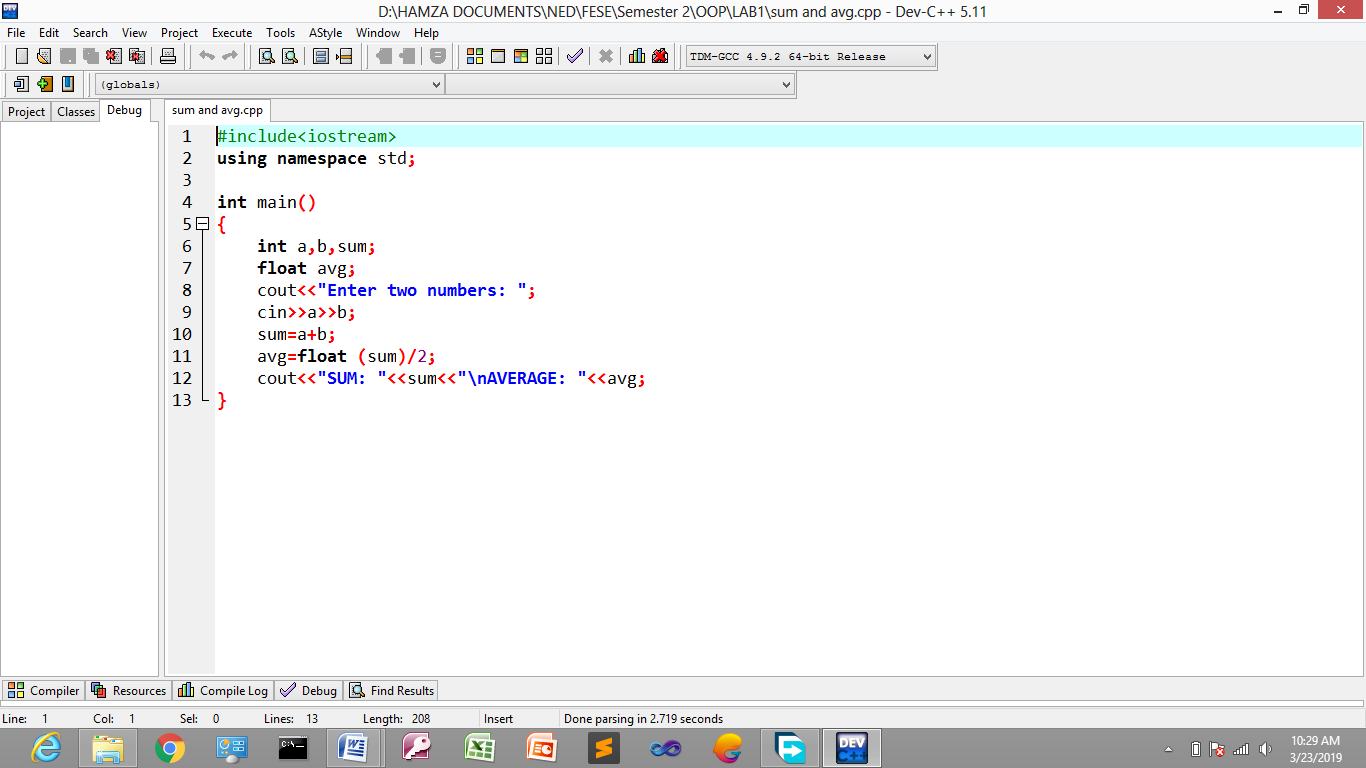 D:\HAMZA DOCUMENTS\NED\FESE\Semester 2\OOP\LAB1\sum and avg.cpp - Dev-C++ 5.11
File Edit Search View Project Execute Tools AStyle Window Help
TDM-GCC 4.9.2 64-bit Release
(globals)
Project Classes Debug
sum and avg.cpp
1 #include<iostream>
2 using namespace std;
3
4 int main()
5 {
6 int a,b,sum;
7 float avg;
8 cout<<"Enter two numbers: ";
9 cin>>a>>b;
10 sum=a+b;
11 avg=float (sum)/2;
12 cout<<"SUM: "<<sum<<"\nAVERAGE: "<<avg;
13 }
Compiler Resources Compile Log Debug Find Results
Line: 1 Col: 1 Sel: 0 Lines: 13 Length: 208 Insert Done parsing in 2.719 seconds
DEV C++
10:29 AM
3/23/2019